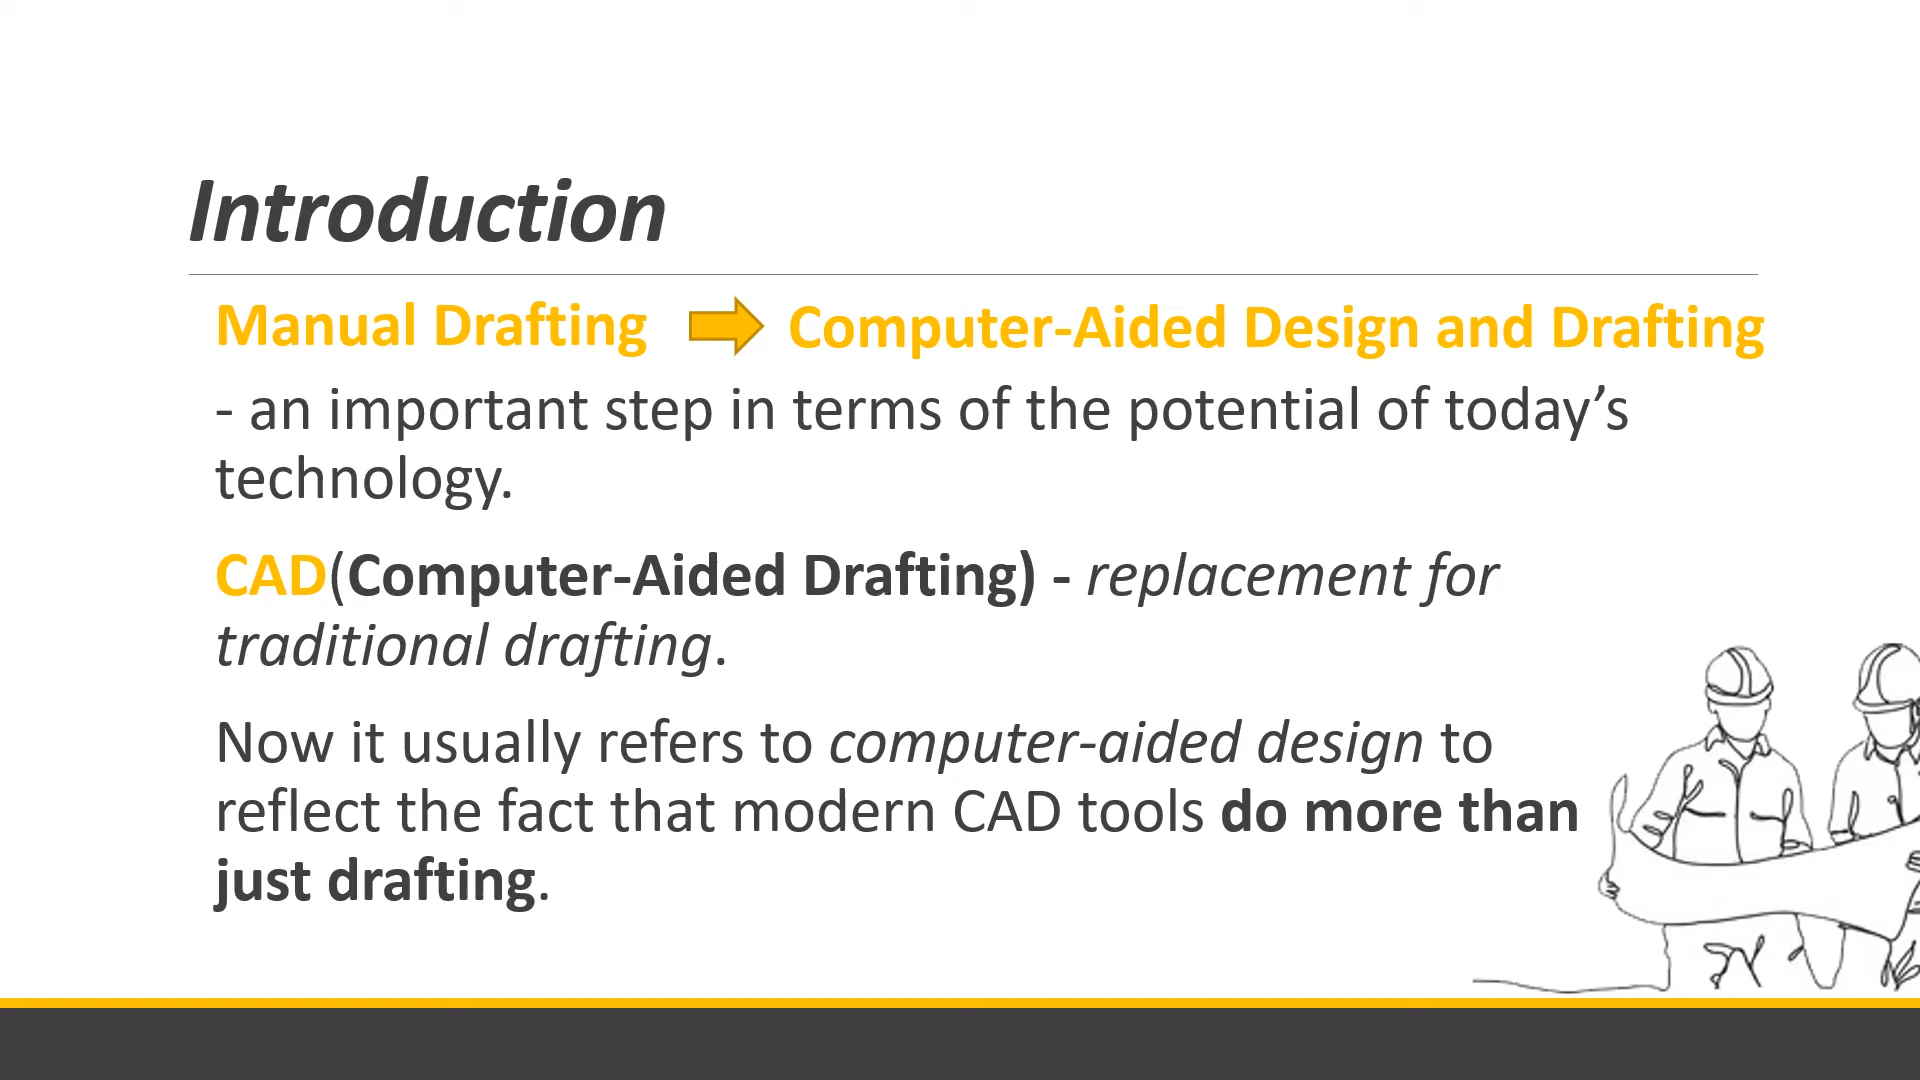 Introduction
Manual Drafting Computer-Aided Design and Drafting
- an important step in terms of the potential of today’s
technology.
CAD(Computer-Aided Drafting) - replacement for
traditional drafting.
Now it usually refers to computer-aided design to
reflect the fact that modern CAD tools do more than
just drafting.